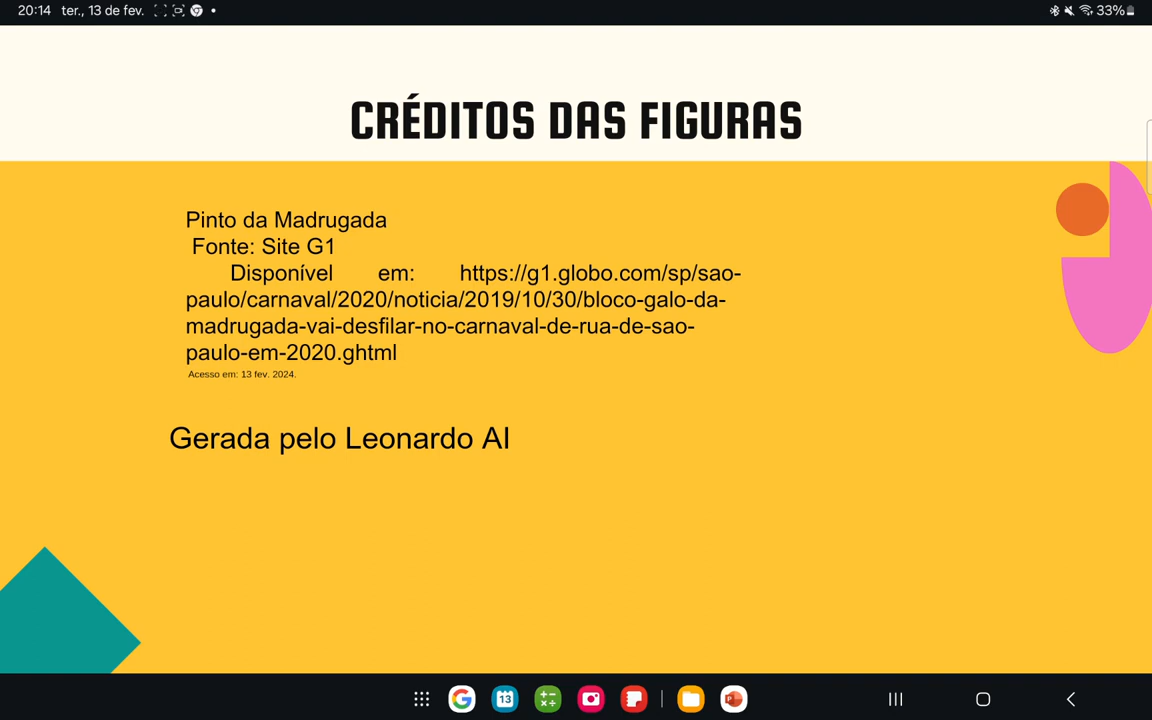 20:14 ter., 13 de fev.
33%
CRÉDITOS DAS FIGURAS
Pinto da Madrugada
Fonte: Site G1
Disponível em: https://g1.globo.com/sp/sao-
paulo/carnaval/2020/noticia/2019/10/30/bloco-galo-da-
madrugada-vai-desfilar-no-carnaval-de-rua-de-sao-
paulo-em-2020.ghtml
Acesso em: 13 fev. 2024.
Gerada pelo Leonardo AI
13